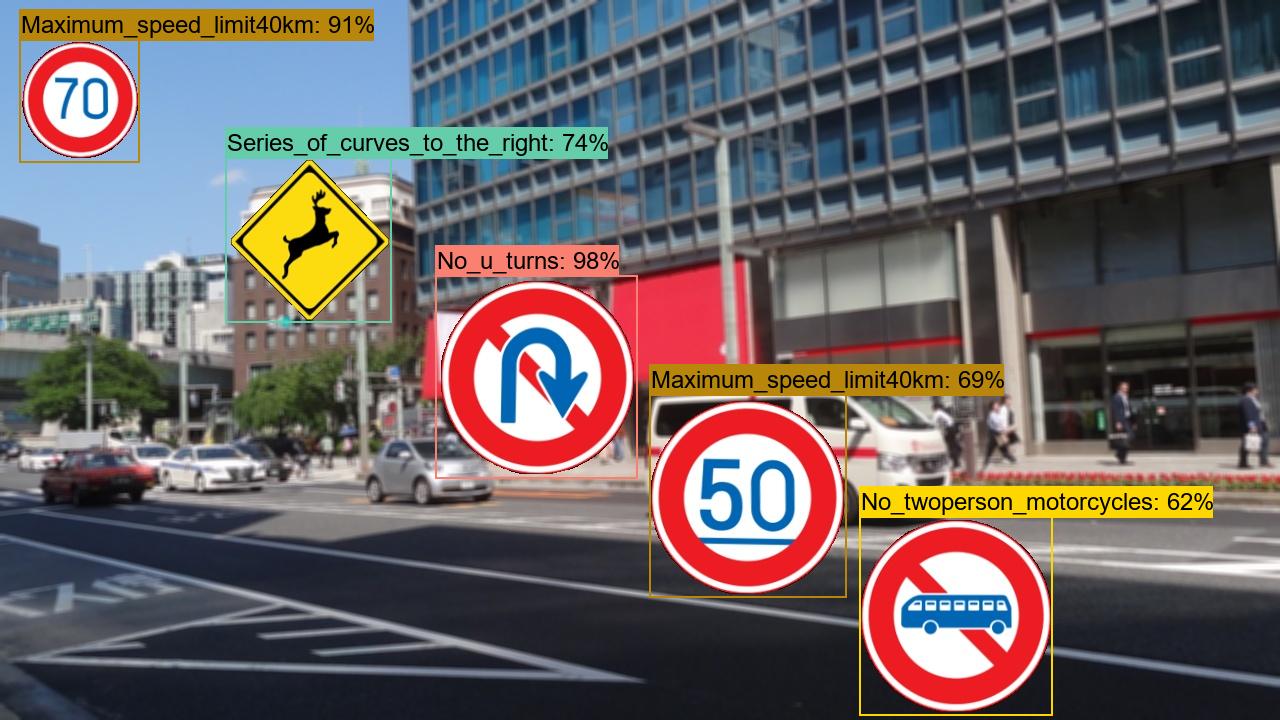 Maximum_speed_limit40km: 91%
70
Series_of_curves_to_the_right: 74%
No_u_turns: 98%
Maximum_speed_limit40km: 69%
50
No_twoperson_motorcycles: 62%